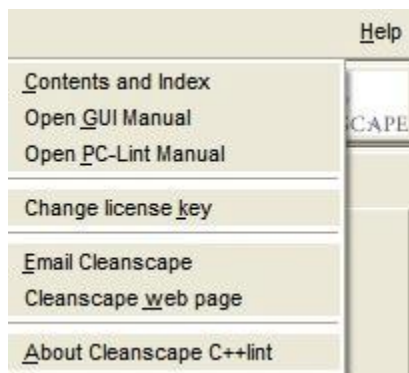 Help
Contents and Index
Open GUI Manual
CAPE
Open PC-Lint Manual
Change license key
Email Cleanscape
Cleanscape web page
About Cleanscape C++lint